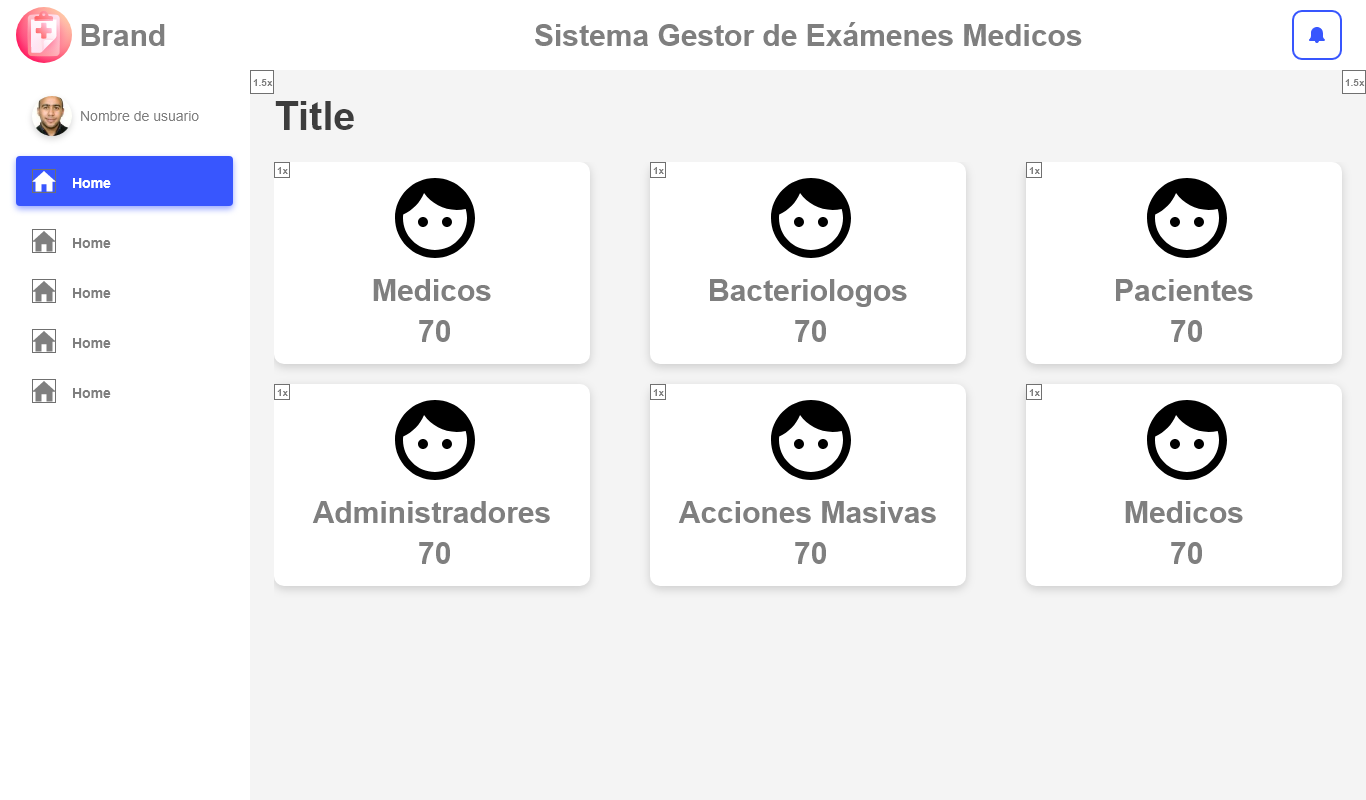 Brand
Sistema Gestor de Exámenes Medicos
1.5x
1.5x
Nombre de usuario
Title
Home
Home
Home
Home
Home
1x
1x
1x
Medicos
70
Bacteriologos
70
Pacientes
70
1x
1x
1x
Administradores
70
Acciones Masivas
70
Medicos
70